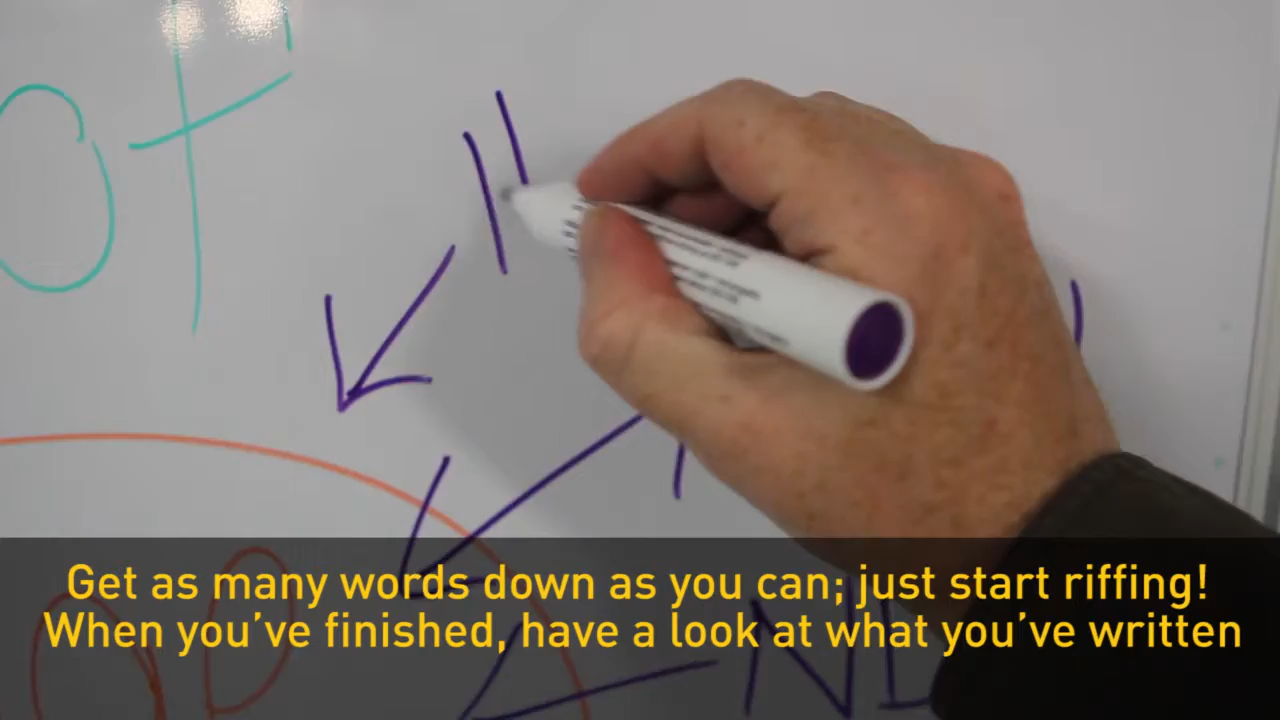 ot
Get as many words down as you can; just start riffing!
When you've finished, have a look at what you've written